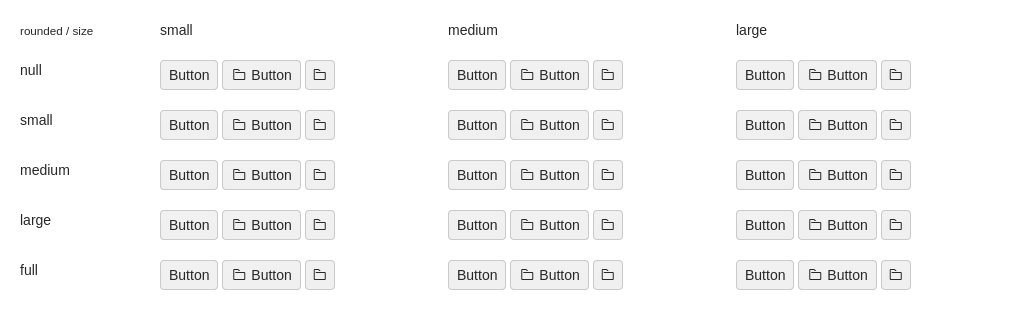 rounded / size small medium large
null Button Button Button Button Button Button
small Button Button Button Button Button Button
medium Button Button Button Button Button Button
large Button Button Button Button Button Button
full Button Button Button Button Button Button